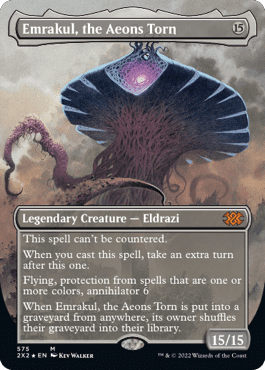 Emrakul, the Aeons Torn 15
Legendary Creature — Eldrazi
This spell can't be countered.
When you cast this spell, take an extra turn
after this one.
Flying, protection from spells that are one or
more colors, annihilator 6
When Emrakul, the Aeons Torn is put into a
graveyard from anywhere, its owner shuffles
their graveyard into their library.
15/15
575 M
2X2 ★ EN KEV WALKER ™ & © 2022 Wizards of the Coast